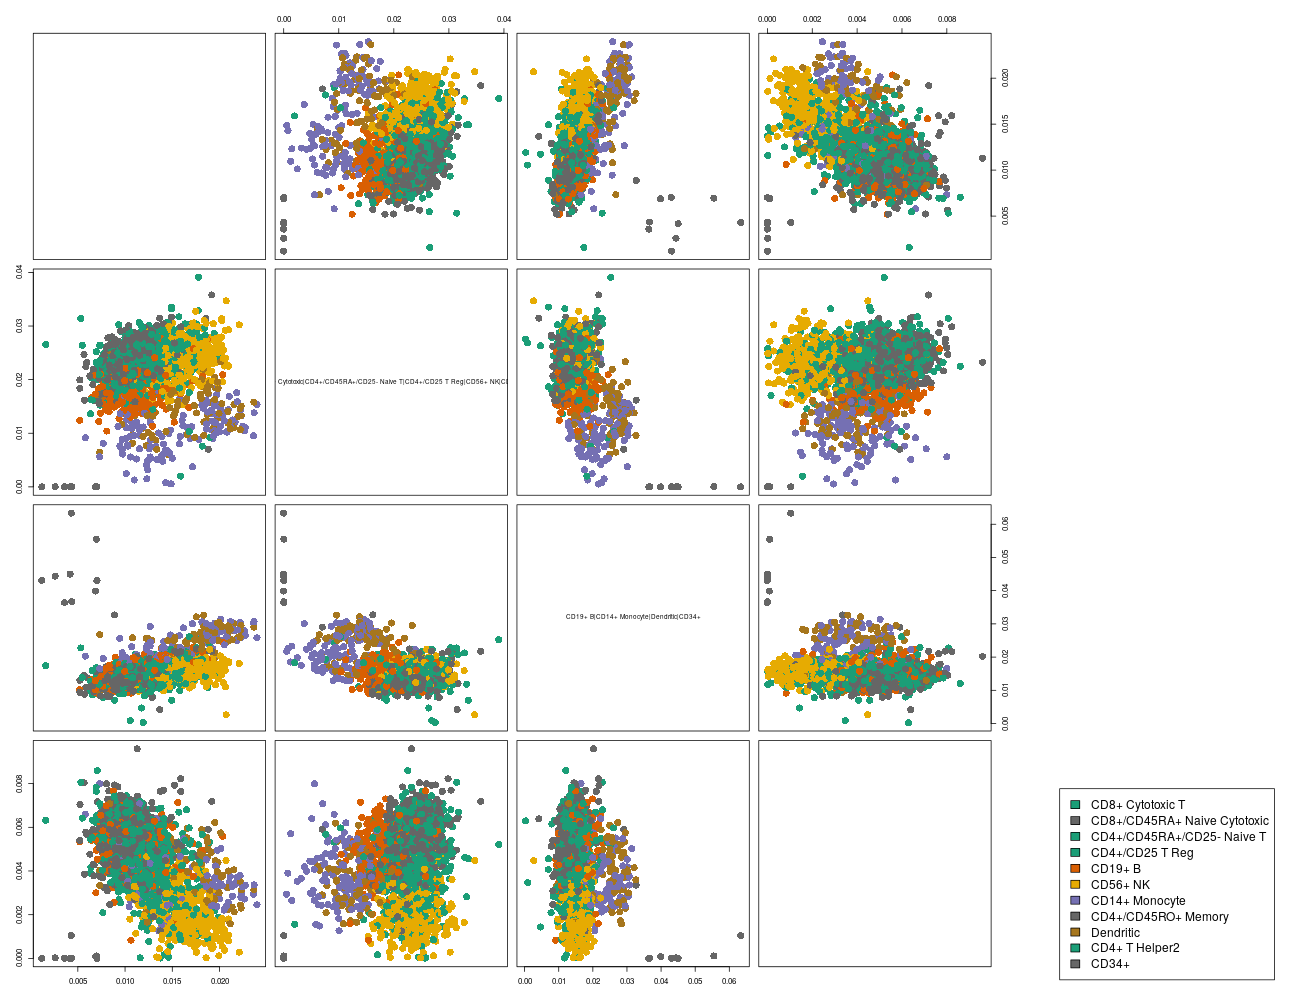 0.00 0.01 0.02 0.03 0.04
0.000 0.002 0.004 0.006 0.008
0.005 0.010 0.015 0.020
0.00 0.01 0.02 0.03 0.04
Cytotoxic|CD4+/CD45RA+/CD25- Naive T|CD4+/CD25 T Reg|CD56+ NK|
CD19+ B|CD14+ Monocyte|Dendritic|CD34+
0.00 0.01 0.02 0.03 0.04 0.05 0.06
0.000 0.002 0.004 0.006 0.008
0.005 0.010 0.015 0.020
0.00 0.01 0.02 0.03 0.04 0.05 0.06
CD8+ Cytotoxic T
CD8+/CD45RA+ Naive Cytotoxic
CD4+/CD45RA+/CD25- Naive T
CD4+/CD25 T Reg
CD19+ B
CD56+ NK
CD14+ Monocyte
CD4+/CD45RO+ Memory
Dendritic
CD4+ T Helper2
CD34+